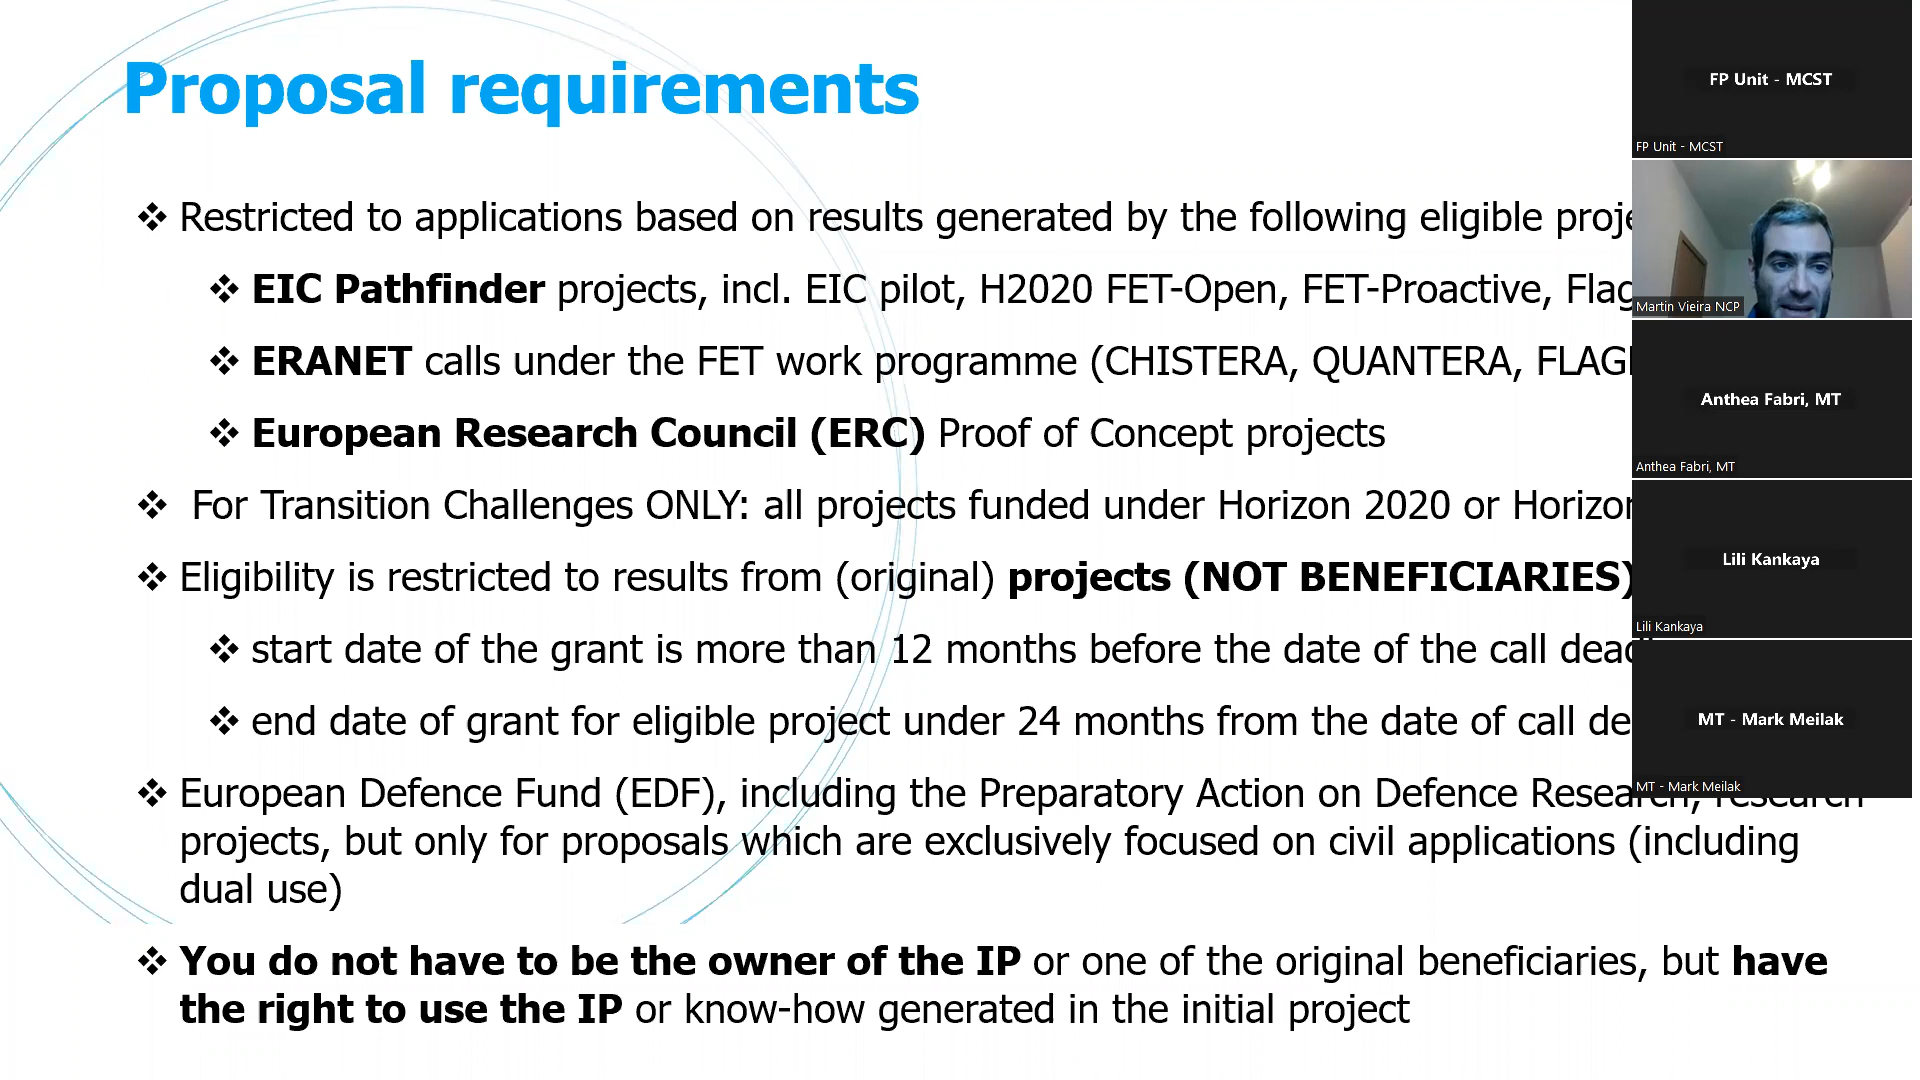 Proposal requirements
❖ Restricted to applications based on results generated by the following eligible
❖ EIC Pathfinder projects, incl. EIC pilot, H2020 FET-Open, FET-Proactive,
❖ ERANET calls under the FET work programme (CHISTERA, QUANTERA,
❖ European Research Council (ERC) Proof of Concept projects
❖ For Transition Challenges ONLY: all projects funded under Horizon 2020 or
❖ Eligibility is restricted to results from (original) projects (NOT BENEFICIARIES)
❖ start date of the grant is more than 12 months before the date of the call
❖ end date of grant for eligible project under 24 months from the date of call
❖ European Defence Fund (EDF), including the Preparatory Action on Defence Research, research
projects, but only for proposals which are exclusively focused on civil applications (including
dual use)
❖ You do not have to be the owner of the IP or one of the original beneficiaries, but have
the right to use the IP or know-how generated in the initial project
FP Unit - MCST
FP Unit - MCST
Martin Vieira NCP
Anthea Fabri, MT
Anthea Fabri, MT
Lili Kankaya
Lili Kankaya
MT - Mark Meilak
MT - Mark Meilak